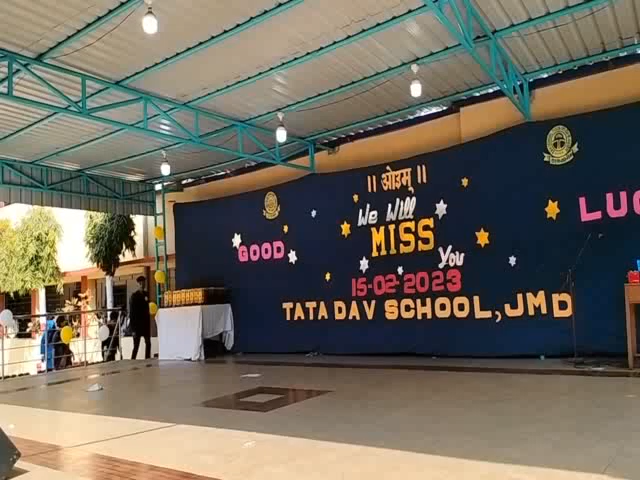 || ओ३म् ||
We Will
GOOD MISS You LUC
15-02-2023
TATA DAV SCHOOL, JMD